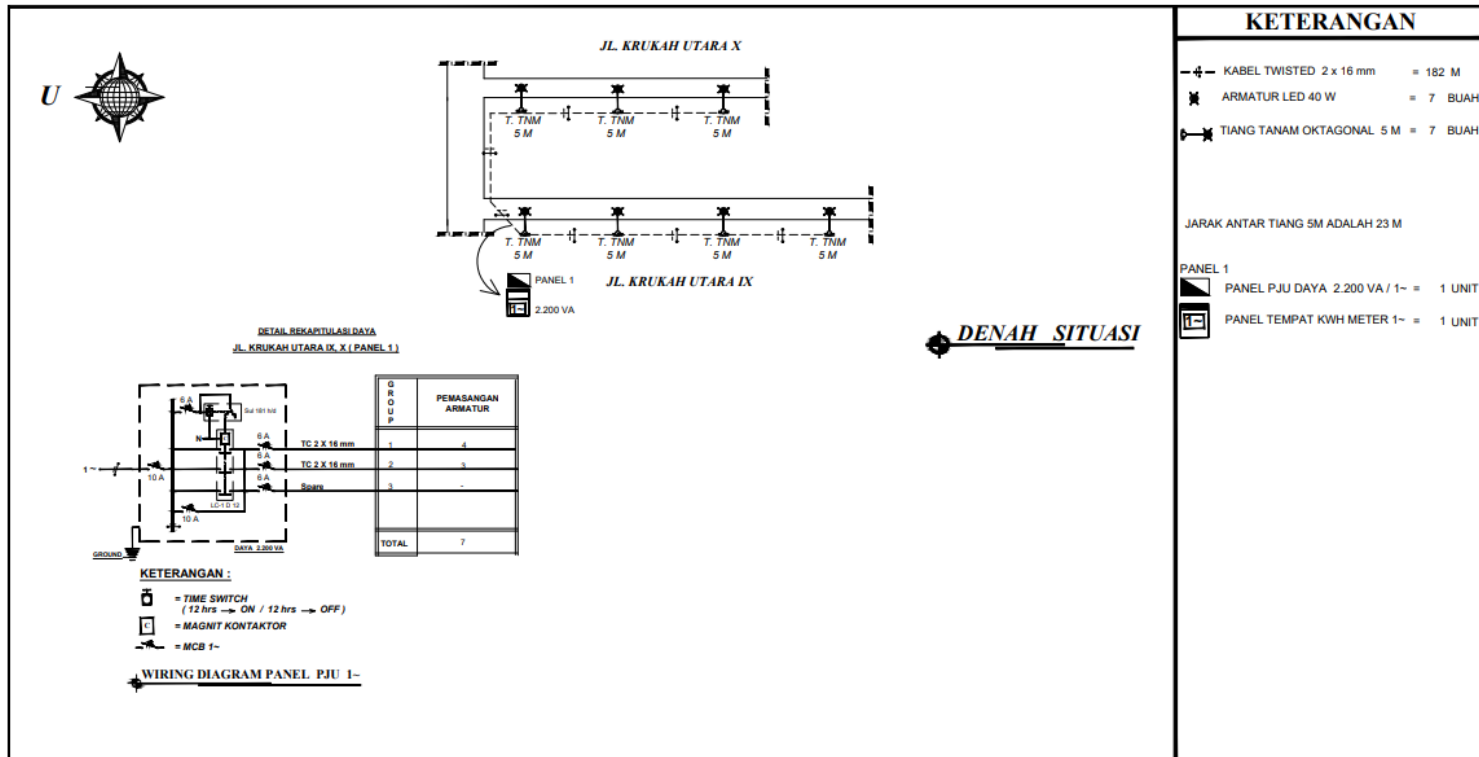 U
JL. KRUKAH UTARA X
T. TNM
5 M
T. TNM
5 M
T. TNM
5 M
T. TNM
5 M
T. TNM
5 M
T. TNM
5 M
T. TNM
5 M
PANEL 1
1~ 2.200 VA
JL. KRUKAH UTARA IX
DENAH SITUASI
DETAIL REKAPITULASI DAYA
JL. KRUKAH UTARA IX, X ( PANEL 1 )
6 A
N
1 ~
10 A
6 A
6 A
6 A
10 A
LC-1 D 12
GROUND
DAYA 2.200 VA
TC 2 X 16 mm
TC 2 X 16 mm
Spare
GROUP PEMASANGAN ARMATUR
1 4
2 3
3 -
TOTAL 7
KETERANGAN :
= TIME SWITCH
( 12 hrs → ON / 12 hrs → OFF )
C = MAGNIT KONTAKTOR
= MCB 1~
WIRING DIAGRAM PANEL PJU 1~
KETERANGAN
KABEL TWISTED 2 x 16 mm = 182 M
ARMATUR LED 40 W = 7 BUAH
TIANG TANAM OKTAGONAL 5 M = 7 BUAH
JARAK ANTAR TIANG 5M ADALAH 23 M
PANEL 1
PANEL PJU DAYA 2.200 VA / 1~ = 1 UNIT
1~ PANEL TEMPAT KWH METER 1~ = 1 UNIT